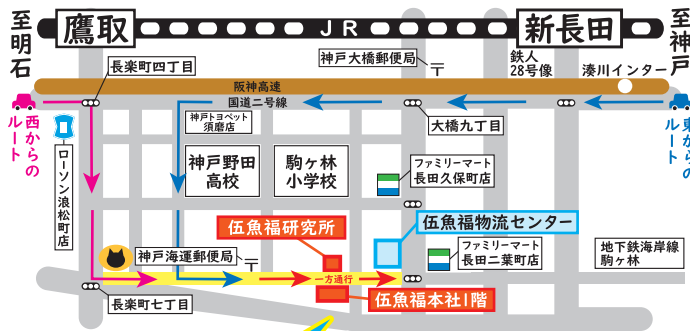 至明石
鷹取
JR
新長田
至神戸
長楽町四丁目
神戸大橋郵便局
〒
鉄人
28号像
湊川インター
阪神高速
国道二号線
西からの
ルート
東からの
ルート
神戸トヨペット
須磨店
大橋九丁目
ローソン浪松町店
神戸野田
高校
駒ヶ林
小学校
ファミリーマート
長田久保町店
伍魚福研究所
伍魚福物流センター
神戸海運郵便局
〒
ファミリーマート
長田二葉町店
地下鉄海岸線
駒ヶ林
一方通行
長楽町七丁目
伍魚福本社1階